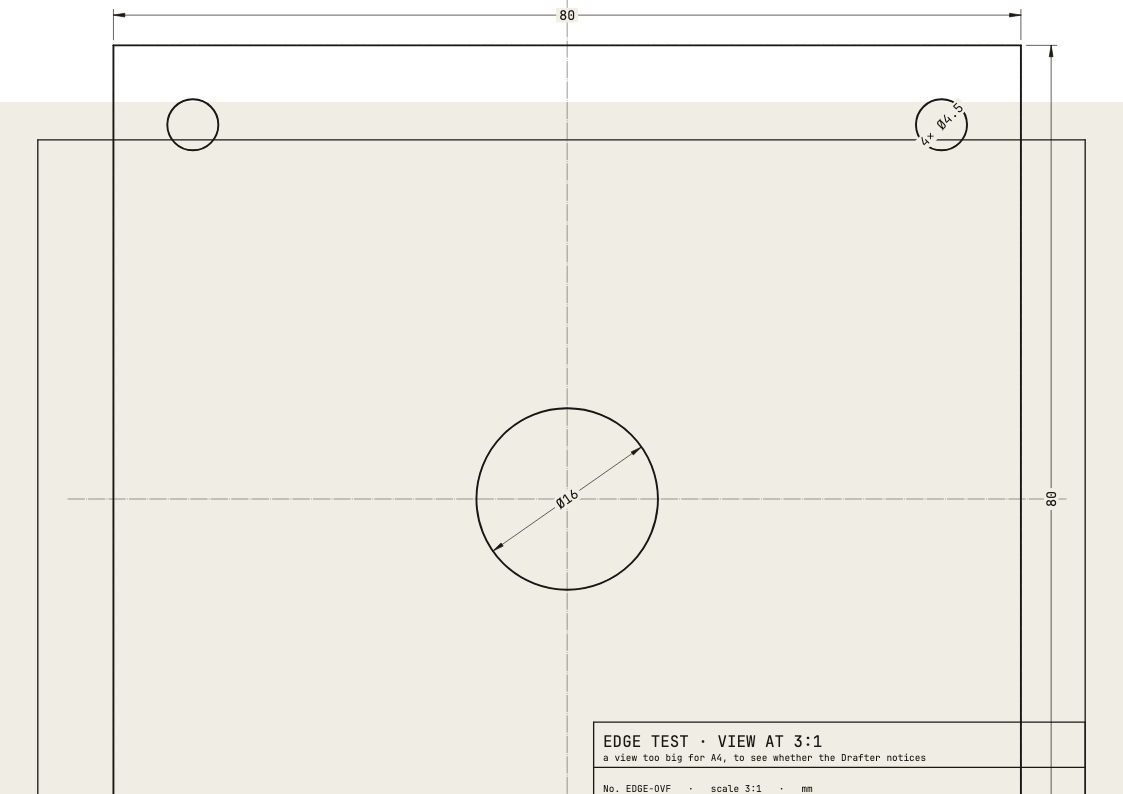 80
4× Ø4.5
Ø16
80
EDGE TEST · VIEW AT 3:1
a view too big for A4, to see whether the Drafter notices
No. EDGE-OVF · scale 3:1 · mm